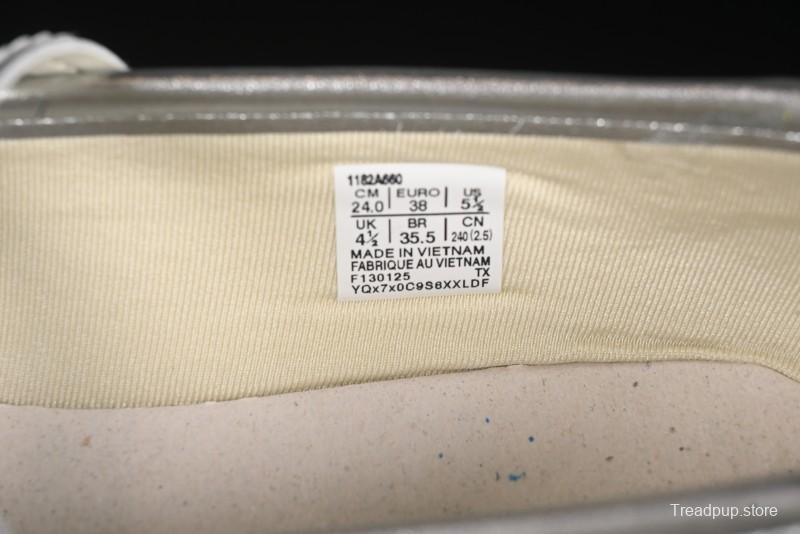 1182A660
CM EURO US
24.0 38 5½
UK BR CN
4½ 35.5 240 (2.5)
MADE IN VIETNAM
FABRIQUE AU VIETNAM
F130125 TX
YQx7x0C9S6XXLDF
Treadpup.store